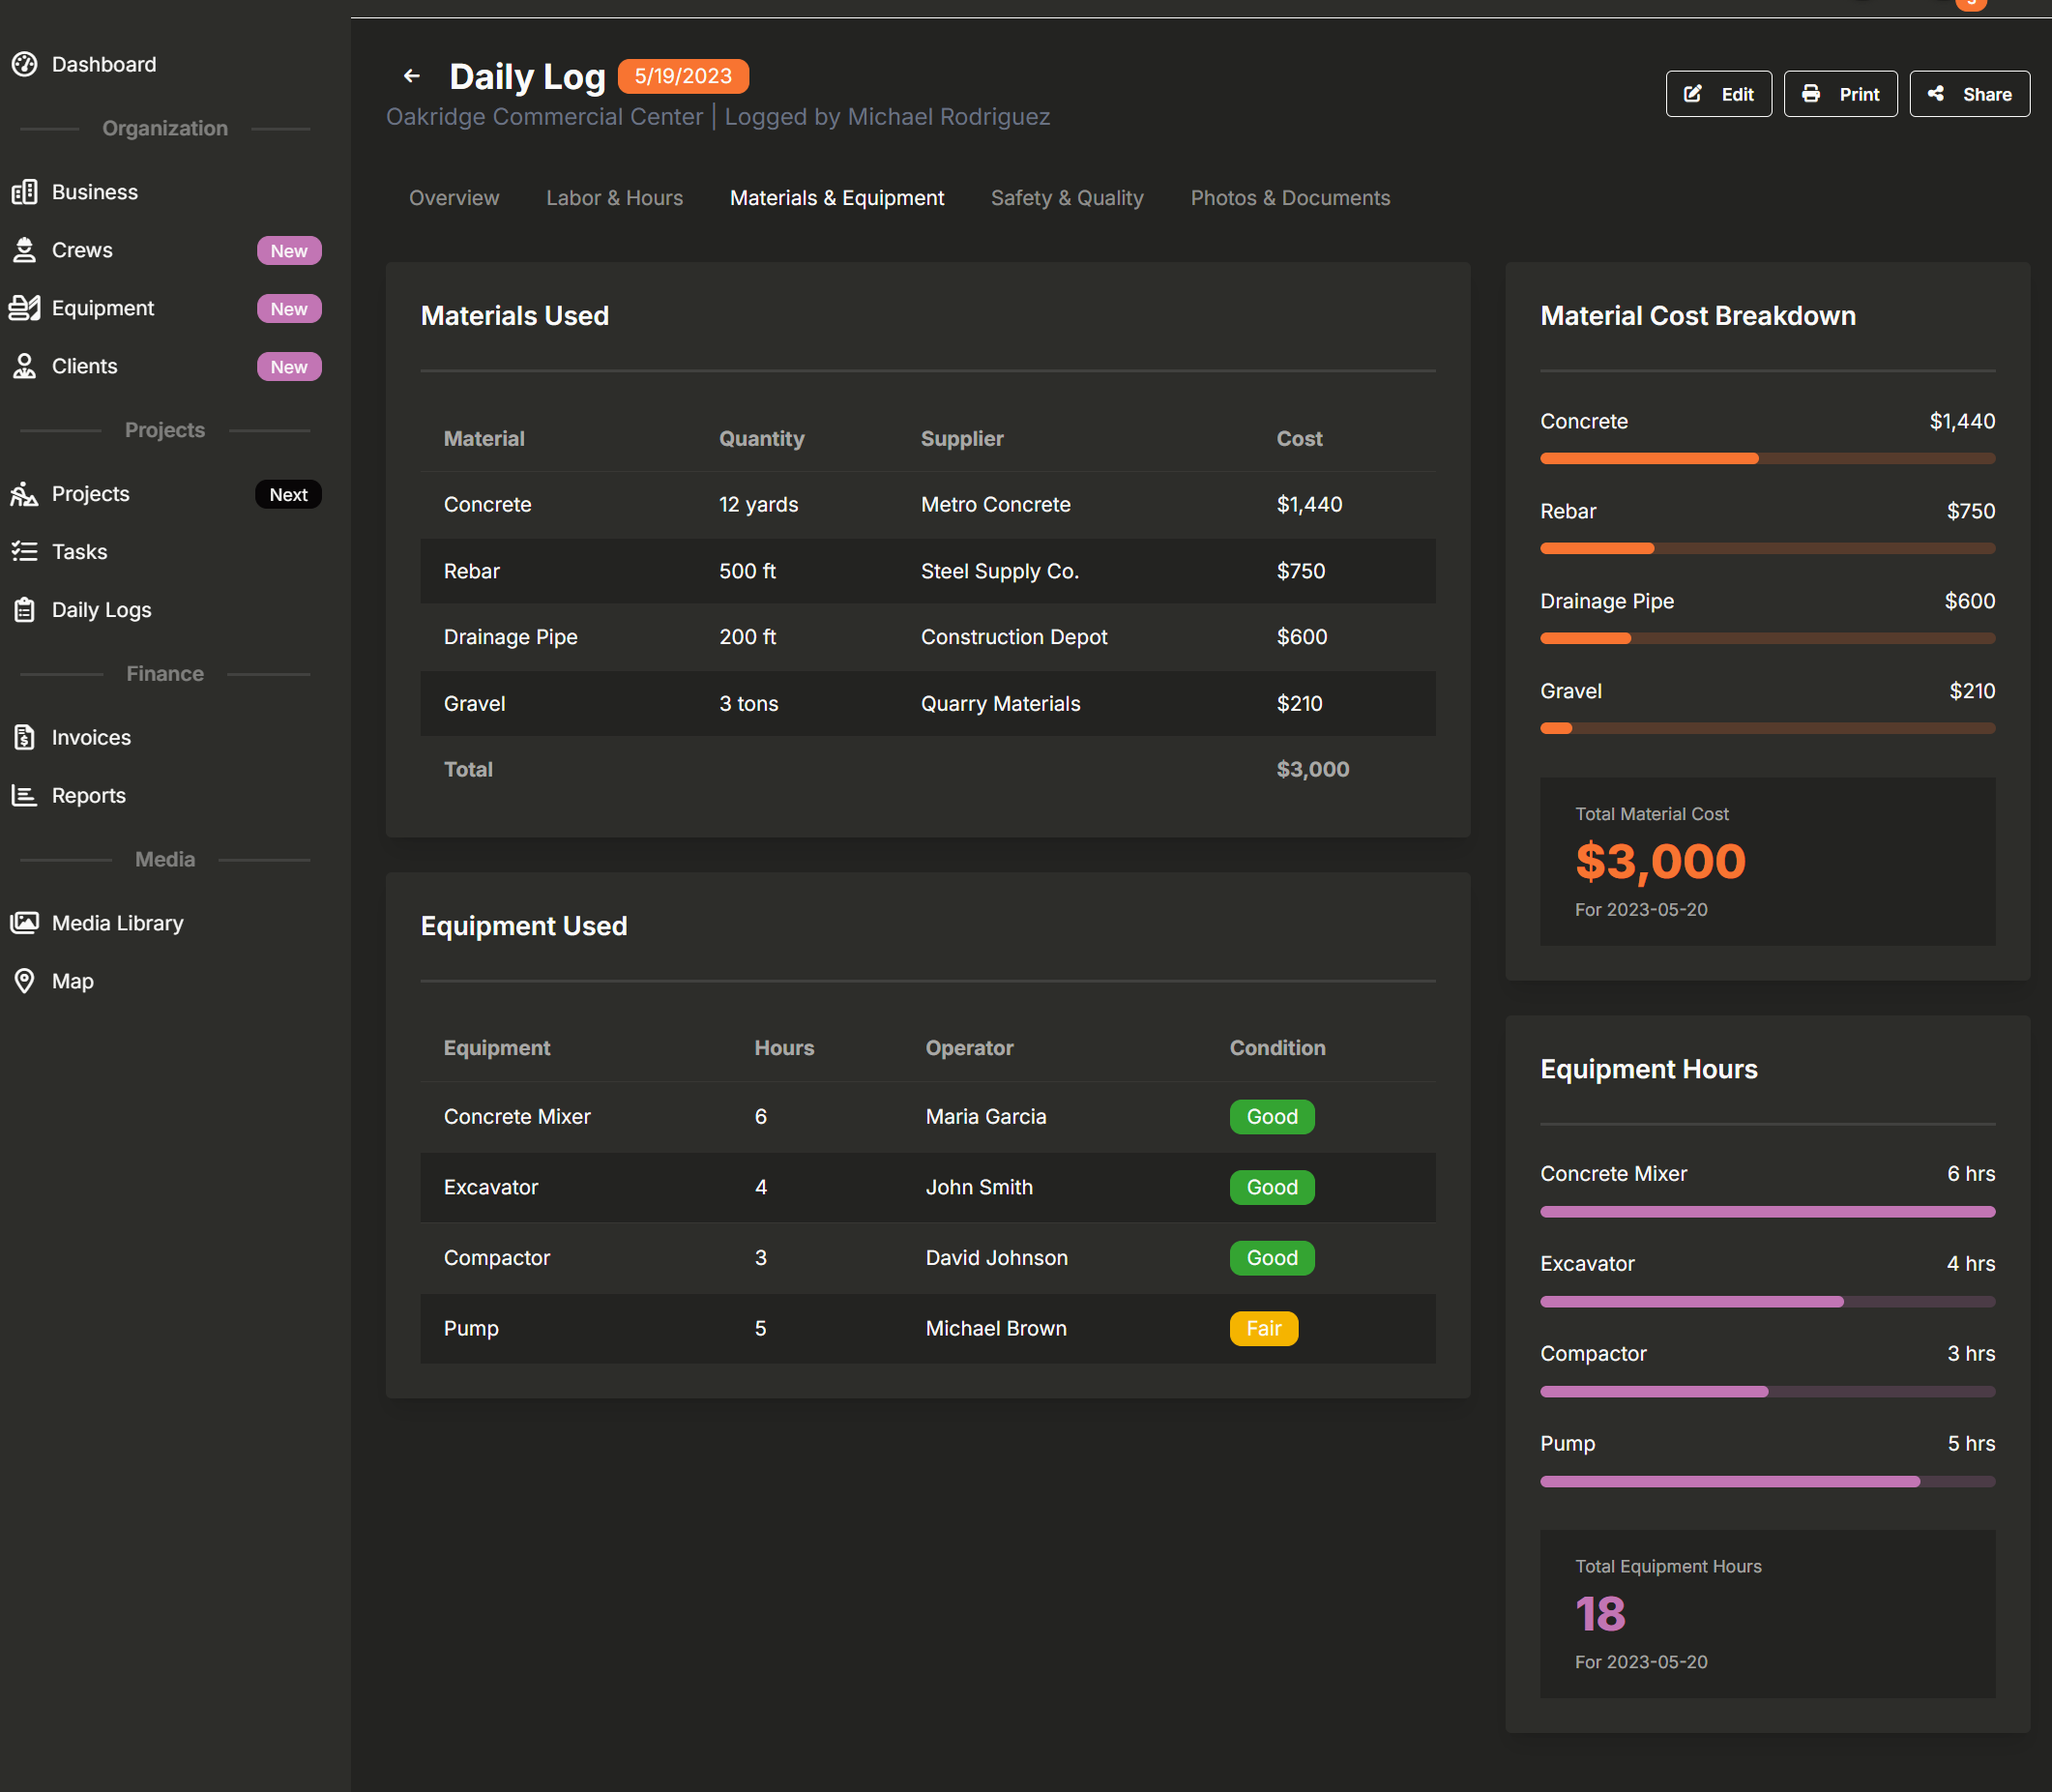 Dashboard
Organization
Business
Crews New
Equipment New
Clients New
Projects
Projects Next
Tasks
Daily Logs
Finance
Invoices
Reports
Media
Media Library
Map
Daily Log 5/19/2023
Oakridge Commercial Center | Logged by Michael Rodriguez
Edit Print Share
Overview Labor & Hours Materials & Equipment Safety & Quality Photos & Documents
Materials Used
Material Quantity Supplier Cost
Concrete 12 yards Metro Concrete $1,440
Rebar 500 ft Steel Supply Co. $750
Drainage Pipe 200 ft Construction Depot $600
Gravel 3 tons Quarry Materials $210
Total $3,000
Equipment Used
Equipment Hours Operator Condition
Concrete Mixer 6 Maria Garcia Good
Excavator 4 John Smith Good
Compactor 3 David Johnson Good
Pump 5 Michael Brown Fair
Material Cost Breakdown
Concrete $1,440
Rebar $750
Drainage Pipe $600
Gravel $210
Total Material Cost
$3,000
For 2023-05-20
Equipment Hours
Concrete Mixer 6 hrs
Excavator 4 hrs
Compactor 3 hrs
Pump 5 hrs
Total Equipment Hours
18
For 2023-05-20